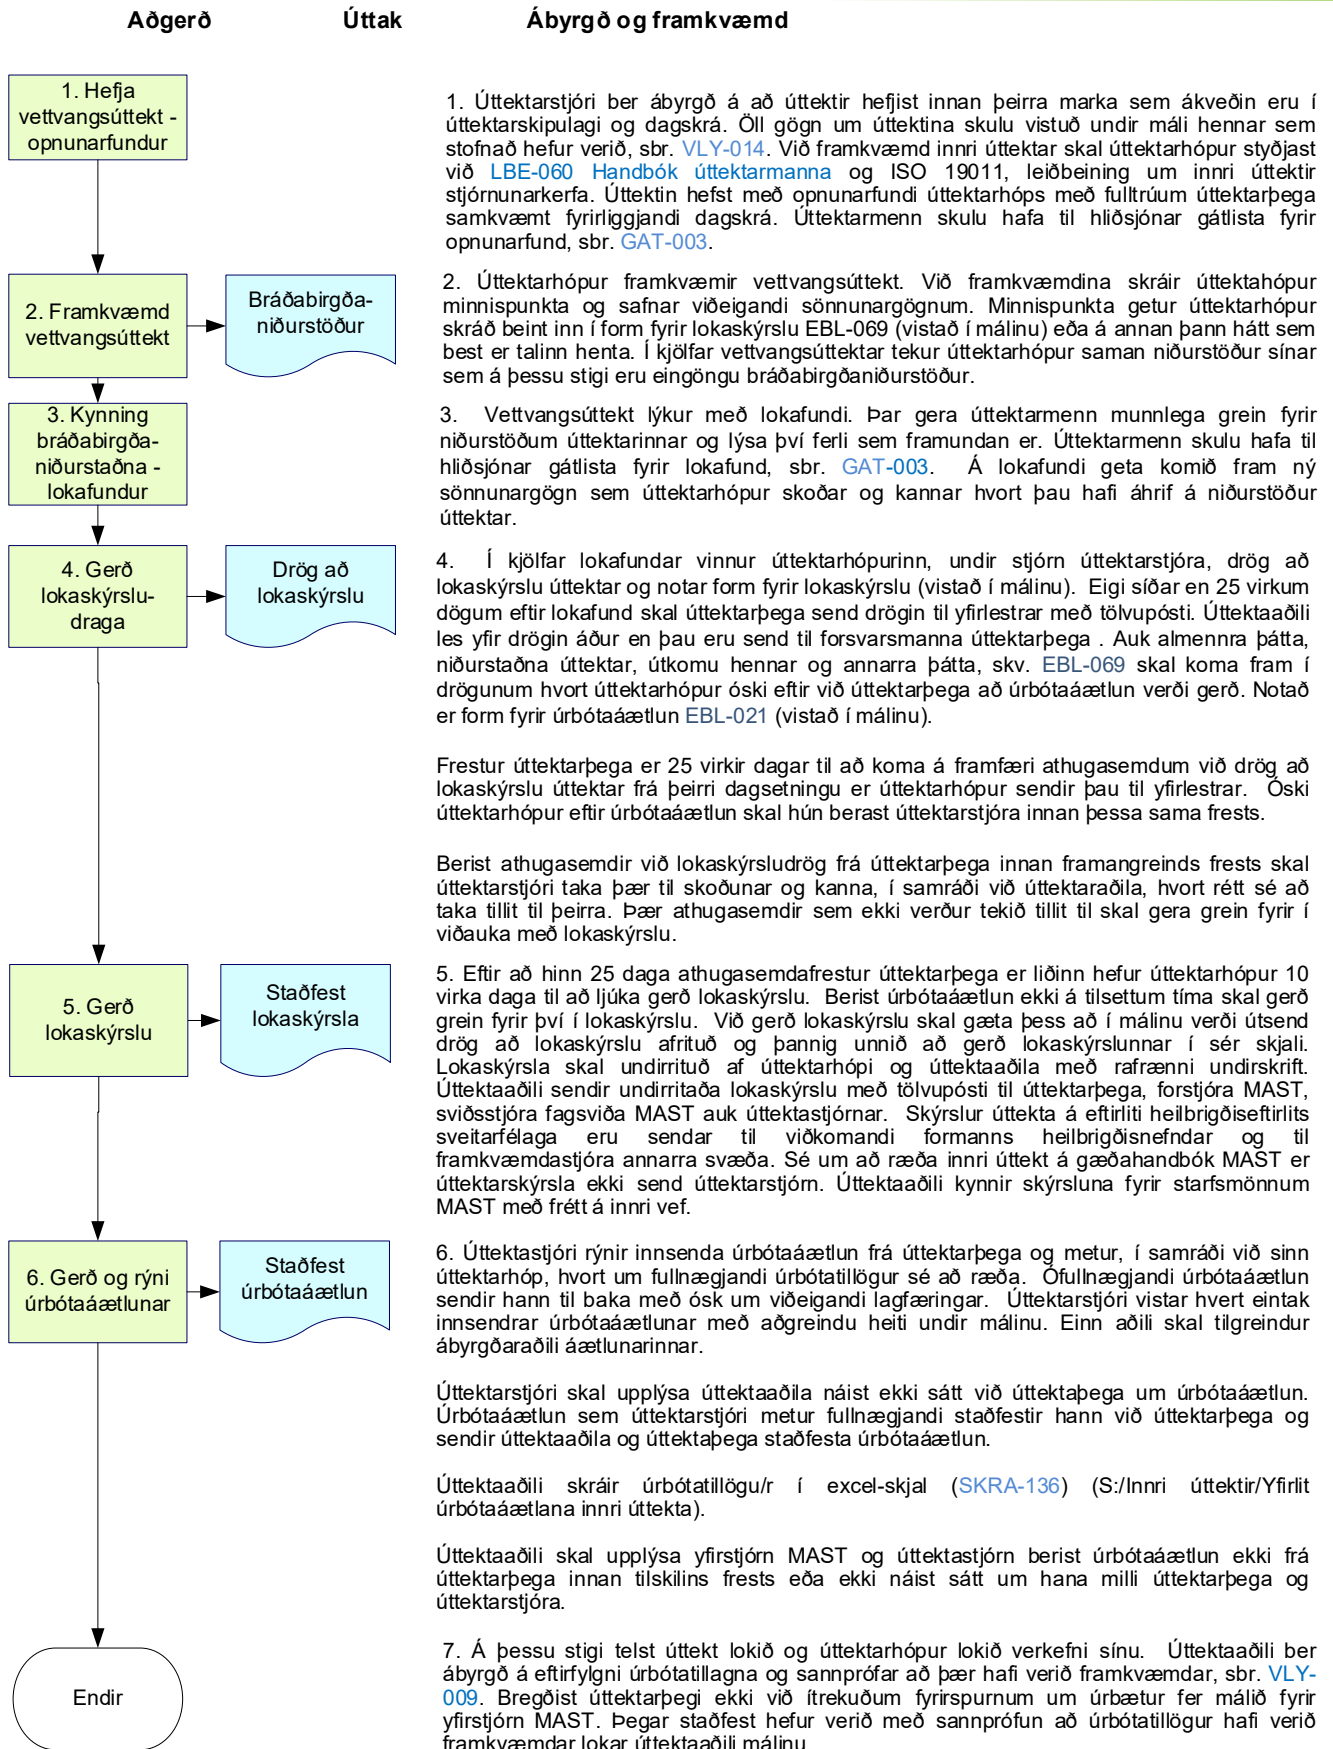 Aðgerð Úttak Ábyrgð og framkvæmd
1. Hefja
vettvangsúttekt -
opnunarfundur
1. Úttektarstjóri ber ábyrgð á að úttektir hefjist innan þeirra marka sem ákveðin eru í
úttektarskipulagi og dagskrá. Öll gögn um úttektina skulu vistuð undir máli hennar sem
stofnað hefur verið, sbr. VLY-014. Við framkvæmd innri úttektar skal úttektarhópur styðjast
við LBE-060 Handbók úttektarmanna og ISO 19011, leiðbeining um innri úttektir
stjórnunarkerfa. Úttektin hefst með opnunarfundi úttektarhóps með fulltrúum úttektarþega
samkvæmt fyrirliggjandi dagskrá. Úttektarmenn skulu hafa til hliðsjónar gátlista fyrir
opnunarfund, sbr. GAT-003.
2. Framkvæmd
vettvangsúttekt
Bráðabirgða-
niðurstöður
2. Úttektarhópur framkvæmir vettvangsúttekt. Við framkvæmdina skráir úttektahópur
minnispunkta og safnar viðeigandi sönnunargögnum. Minnispunkta getur úttektarhópur
skráð beint inn í form fyrir lokaskýrslu EBL-069 (vistað í málinu) eða á annan þann hátt sem
best er talinn henta. Í kjölfar vettvangsúttektar tekur úttektarhópur saman niðurstöður sínar
sem á þessu stigi eru eingöngu bráðabirgðaniðurstöður.
3. Kynning
bráðabirgða-
niðurstaðna -
lokafundur
3. Vettvangsúttekt lýkur með lokafundi. Þar gera úttektarmenn munnlega grein fyrir
niðurstöðum úttektarinnar og lýsa því ferli sem framundan er. Úttektarmenn skulu hafa til
hliðsjónar gátlista fyrir lokafund, sbr. GAT-003. Á lokafundi geta komið fram ný
sönnunargögn sem úttektarhópur skoðar og kannar hvort þau hafi áhrif á niðurstöður
úttektar.
4. Gerð
lokaskýrslu-
draga
Drög að
lokaskýrslu
4. Í kjölfar lokafundar vinnur úttektarhópurinn, undir stjórn úttektarstjóra, drög að
lokaskýrslu úttektar og notar form fyrir lokaskýrslu (vistað í málinu). Eigi síðar en 25 virkum
dögum eftir lokafund skal úttektarþega send drögin til yfirlestrar með tölvupósti. Úttektaaðili
les yfir drögin áður en þau eru send til forsvarsmanna úttektarþega . Auk almennra þátta,
niðurstaðna úttektar, útkomu hennar og annarra þátta, skv. EBL-069 skal koma fram í
drögunum hvort úttektarhópur óski eftir við úttektarþega að úrbótaáætlun verði gerð. Notað
er form fyrir úrbótaáætlun EBL-021 (vistað í málinu).
Frestur úttektarþega er 25 virkir dagar til að koma á framfæri athugasemdum við drög að
lokaskýrslu úttektar frá þeirri dagsetningu er úttektarhópur sendir þau til yfirlestrar. Óski
úttektarhópur eftir úrbótaáætlun skal hún berast úttektarstjóra innan þessa sama frests.
Berist athugasemdir við lokaskýrsludrög frá úttektarþega innan framangreinds frests skal
úttektarstjóri taka þær til skoðunar og kanna, í samráði við úttektaraðila, hvort rétt sé að
taka tillit til þeirra. Þær athugasemdir sem ekki verður tekið tillit til skal gera grein fyrir í
viðauka með lokaskýrslu.
5. Gerð
lokaskýrslu
Staðfest
lokaskýrsla
5. Eftir að hinn 25 daga athugasemdafrestur úttektarþega er liðinn hefur úttektarhópur 10
virka daga til að ljúka gerð lokaskýrslu. Berist úrbótaáætlun ekki á tilsettum tíma skal gerð
grein fyrir því í lokaskýrslu. Við gerð lokaskýrslu skal gæta þess að í málinu verði útsend
drög að lokaskýrslu afrituð og þannig unnið að gerð lokaskýrslunnar í sér skjali.
Lokaskýrsla skal undirrituð af úttektarhópi og úttektaaðila með rafrænni undirskrift.
Úttektaaðili sendir undirritaða lokaskýrslu með tölvupósti til úttektarþega, forstjóra MAST,
sviðsstjóra fagsviða MAST auk úttektastjórnar. Skýrslur úttekta á eftirliti heilbrigðiseftirlits
sveitarfélaga eru sendar til viðkomandi formanns heilbrigðisnefndar og til
framkvæmdastjóra annarra svæða. Sé um að ræða innri úttekt á gæðahandbók MAST er
úttektarskýrsla ekki send úttektarstjórn. Úttektaaðili kynnir skýrsluna fyrir starfsmönnum
MAST með frétt á innri vef.
6. Gerð og rýni
úrbótaáætlunar
Staðfest
úrbótaáætlun
6. Úttektastjóri rýnir innsenda úrbótaáætlun frá úttektarþega og metur, í samráði við sinn
úttektarhóp, hvort um fullnægjandi úrbótatillögur sé að ræða. Ófullnægjandi úrbótaáætlun
sendir hann til baka með ósk um viðeigandi lagfæringar. Úttektarstjóri vistar hvert eintak
innsendrar úrbótaáætlunar með aðgreindu heiti undir málinu. Einn aðili skal tilgreindur
ábyrgðaraðili áætlunarinnar.
Úttektarstjóri skal upplýsa úttektaaðila náist ekki sátt við úttektaþega um úrbótaáætlun.
Úrbótaáætlun sem úttektarstjóri metur fullnægjandi staðfestir hann við úttektarþega og
sendir úttektaaðila og úttektaþega staðfesta úrbótaáætlun.
Úttektaaðili skráir úrbótatillögu/r í excel-skjal (SKRA-136) (S:/Innri úttektir/Yfirlit
úrbótaáætlana innri úttekta).
Úttektaaðili skal upplýsa yfirstjórn MAST og úttektastjórn berist úrbótaáætlun ekki frá
úttektarþega innan tilskilins frests eða ekki náist sátt um hana milli úttektarþega og
úttektarstjóra.
Endir
7. Á þessu stigi telst úttekt lokið og úttektarhópur lokið verkefni sínu. Úttektaaðili ber
ábyrgð á eftirfylgni úrbótatillagna og sannprófar að þær hafi verið framkvæmdar, sbr. VLY-
009. Bregðist úttektarþegi ekki við ítrekuðum fyrirspurnum um úrbætur fer málið fyrir
yfirstjórn MAST. Þegar staðfest hefur verið með sannprófun að úrbótatillögur hafi verið
framkvæmdar lokar úttektaaðili málinu.